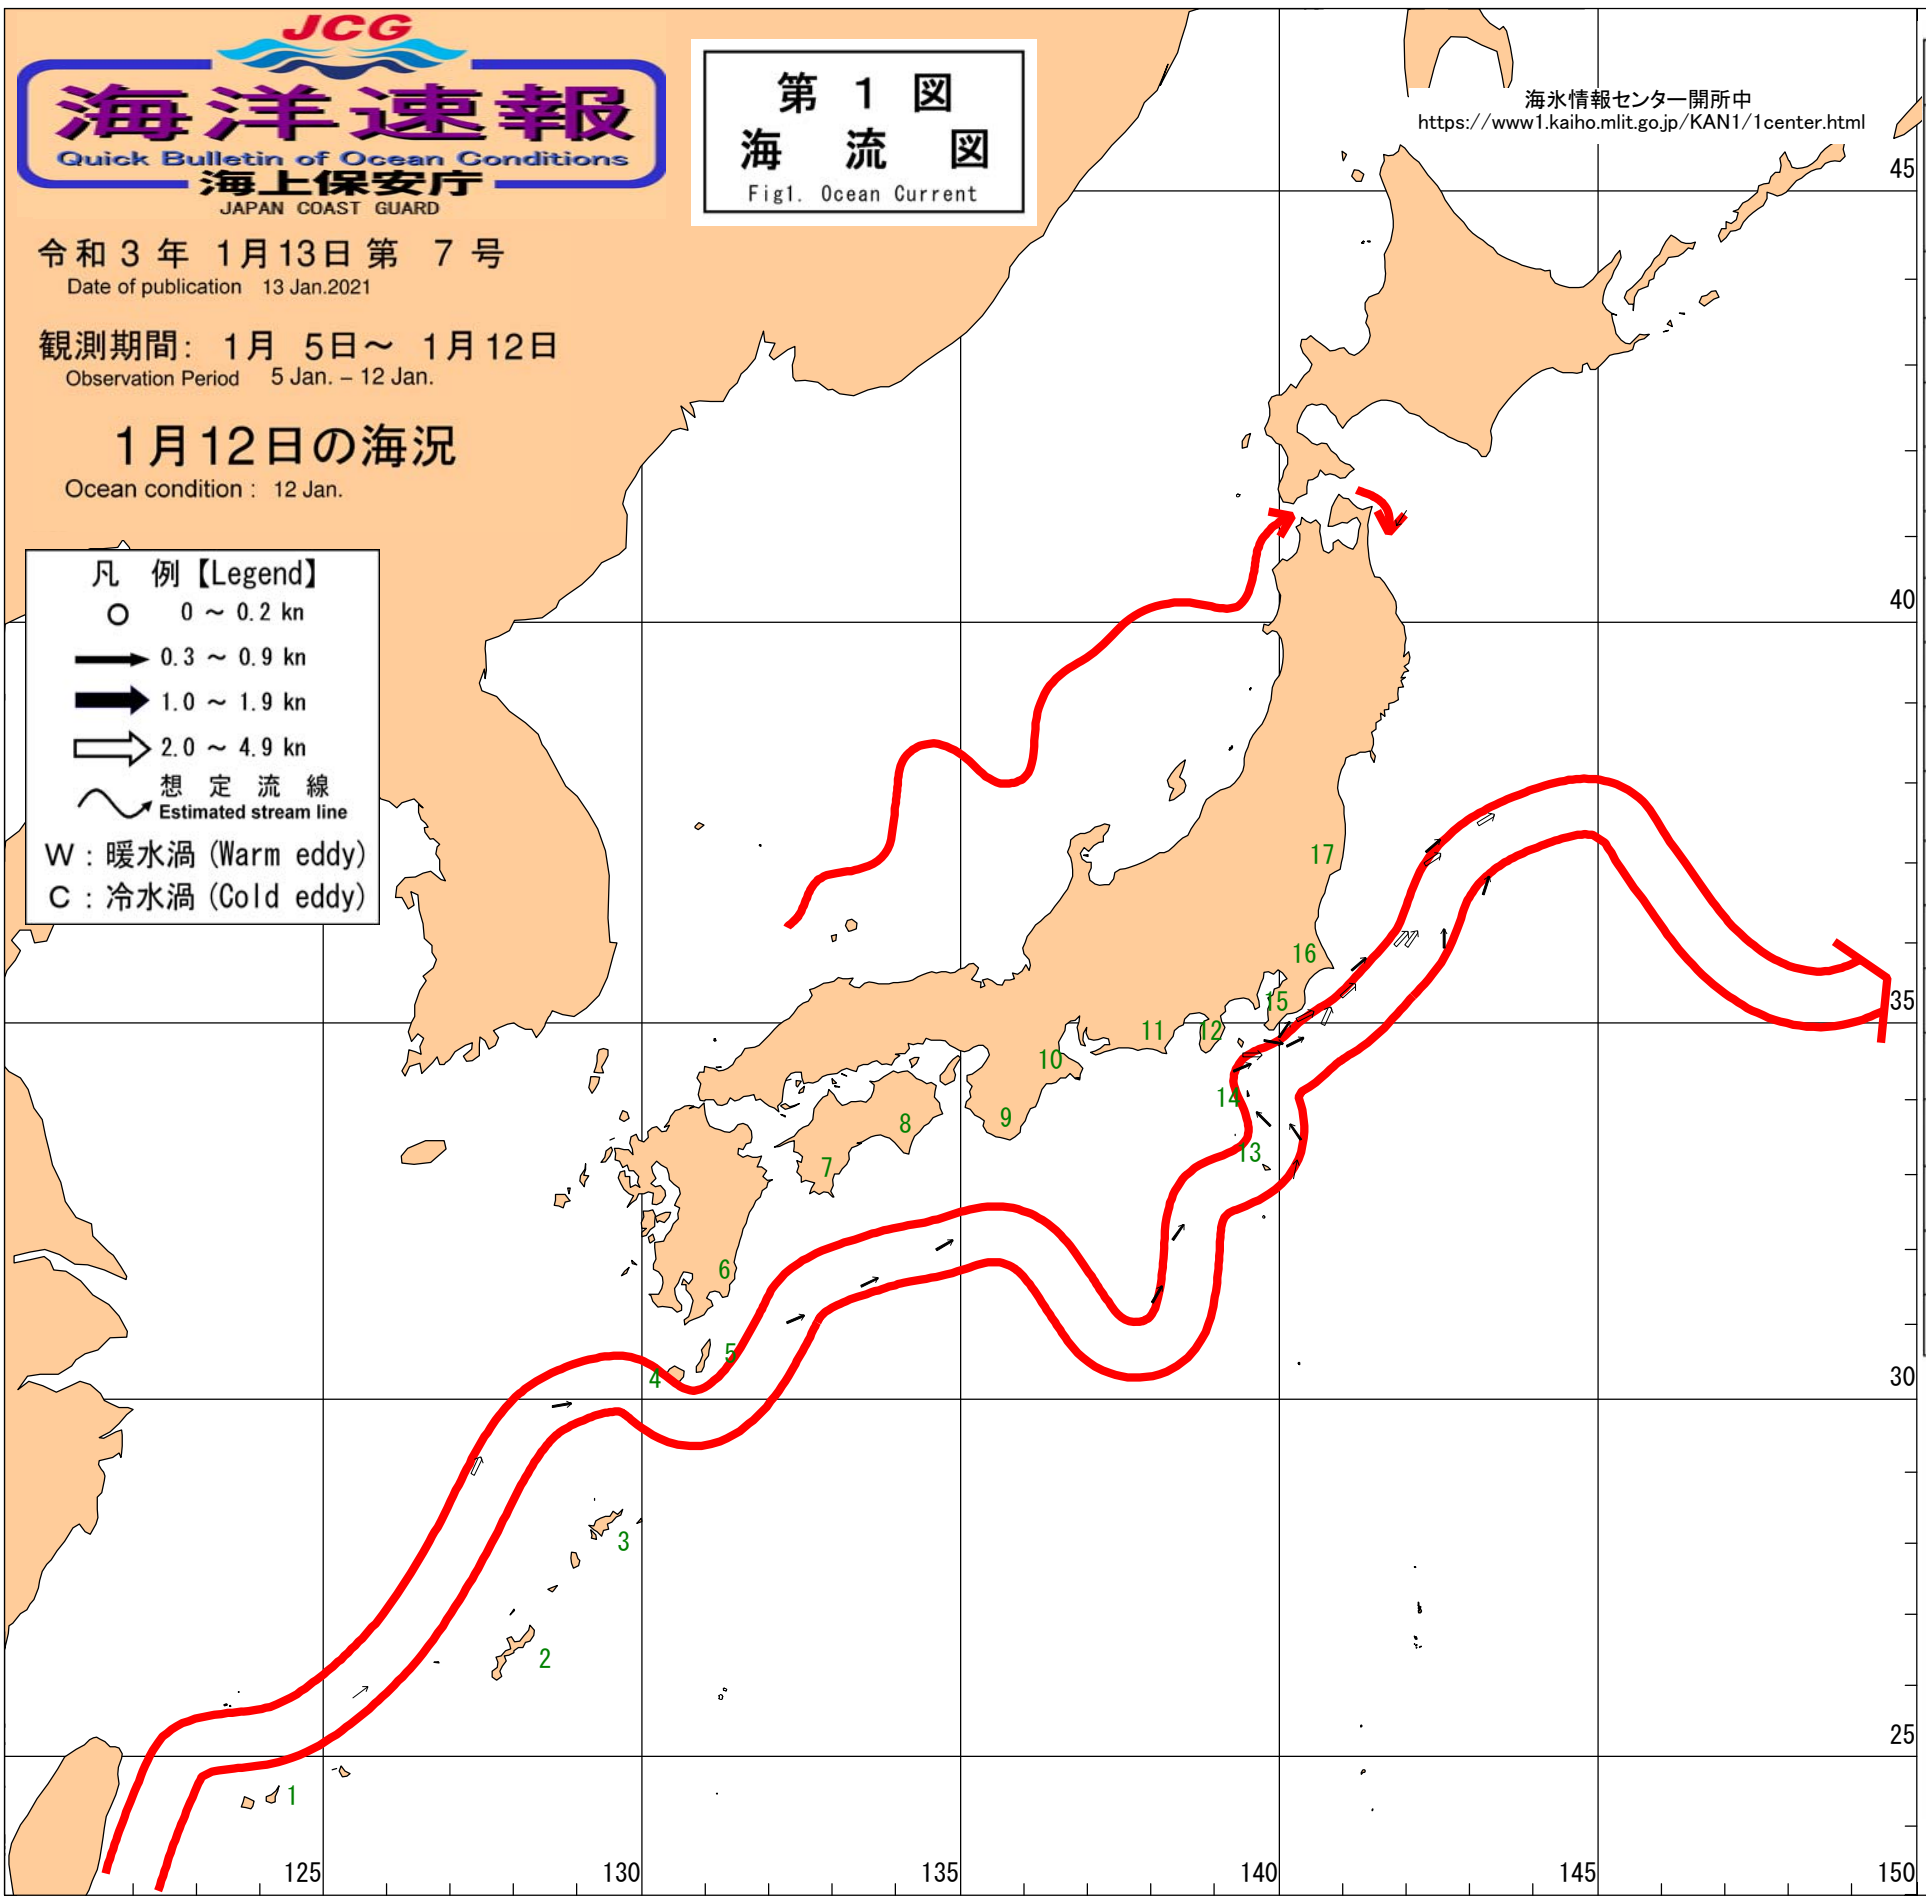 JCG
海洋速報
Quick Bulletin of Ocean Conditions
海上保安庁
JAPAN COAST GUARD
第 1 図
海 流 図
Fig1. Ocean Current
海氷情報センター開所中
https://www1.kaiho.mlit.go.jp/KAN1/1center.html
令和 3 年 1月13日 第 7 号
Date of publication 13 Jan.2021
観測期間: 1月 5日～ 1月12日
Observation Period 5 Jan. – 12 Jan.
1月12日の海況
Ocean condition : 12 Jan.
凡 例【Legend】
0 ～ 0.2 kn
0.3 ～ 0.9 kn
1.0 ～ 1.9 kn
2.0 ～ 4.9 kn
想 定 流 線
Estimated stream line
W : 暖水渦 (Warm eddy)
C : 冷水渦 (Cold eddy)
45
40
17
16
15
35
11
12
10
14
9
8
13
7
6
5
4
30
3
2
25
1
125
130
135
140
145
150